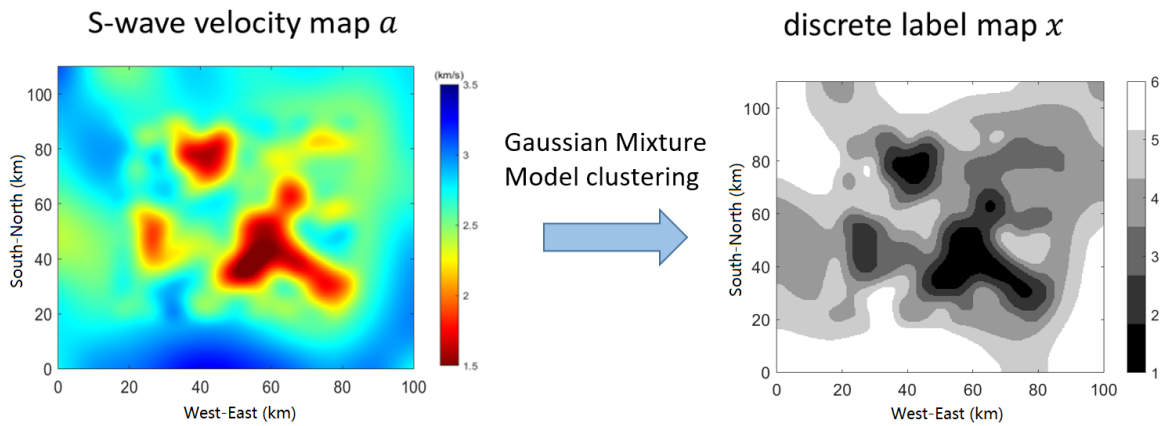 S-wave velocity map a
discrete label map x
(km/s)
3.5
3
2.5
2
1.5
100
80
60
40
20
0
0 20 40 60 80 100
South-North (km)
West-East (km)
Gaussian Mixture
Model clustering
100
80
60
40
20
0
0 20 40 60 80 100
South-North (km)
West-East (km)
6
5
4
3
2
1